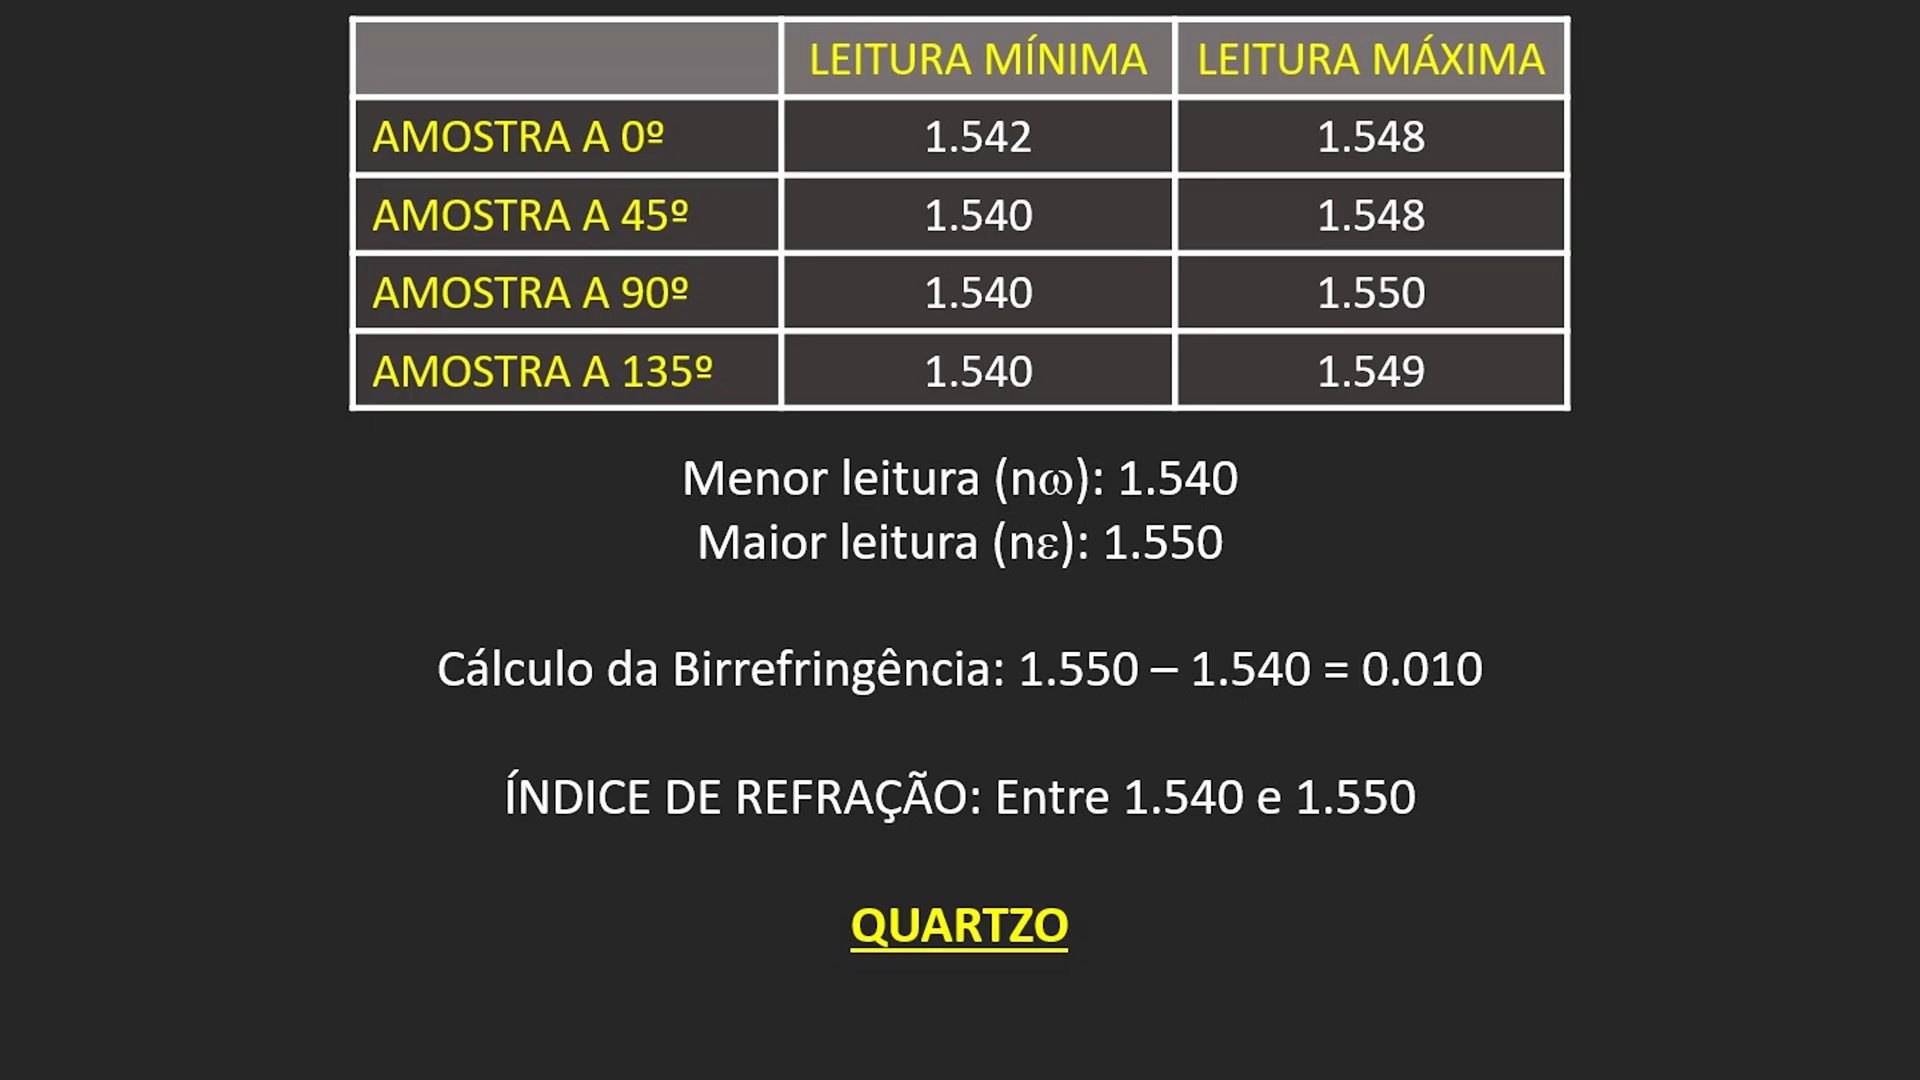 LEITURA MÍNIMA LEITURA MÁXIMA
AMOSTRA A 0º 1.542 1.548
AMOSTRA A 45º 1.540 1.548
AMOSTRA A 90º 1.540 1.550
AMOSTRA A 135º 1.540 1.549
Menor leitura (nω): 1.540
Maior leitura (nε): 1.550
Cálculo da Birrefringência: 1.550 – 1.540 = 0.010
ÍNDICE DE REFRAÇÃO: Entre 1.540 e 1.550
QUARTZO